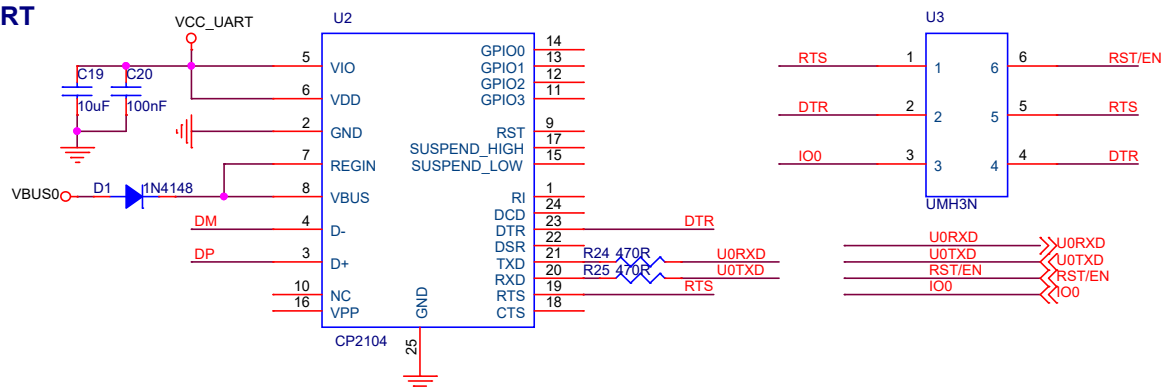 RT
VCC_UART
U2
U3
C19
C20
10uF
100nF
5
VIO
6
VDD
2
GND
7
REGIN
8
VBUS
4
D-
3
D+
10
NC
16
VPP
VBUS0
D1
1N4148
DM
DP
GPIO0
14
GPIO1
13
GPIO2
12
GPIO3
11
RST
9
SUSPEND_HIGH
17
SUSPEND_LOW
15
RI
1
DCD
24
DTR
23
DTR
DSR
22
TXD
21
R24 470R
U0RXD
RXD
20
R25 470R
U0TXD
RTS
19
RTS
CTS
18
GND
25
CP2104
RTS
1
1
6
6
RST/EN
DTR
2
2
5
5
RTS
IO0
3
3
4
4
DTR
UMH3N
U0RXD
U0RXD
U0TXD
U0TXD
RST/EN
RST/EN
IO0
IO0